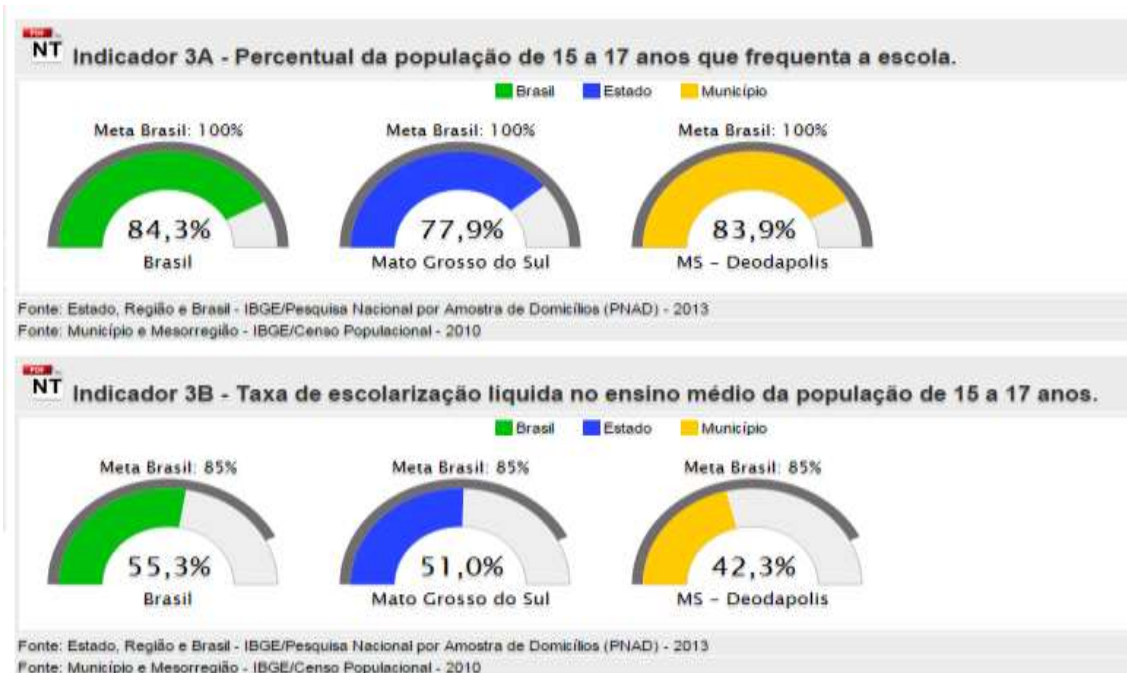 PDF
NT Indicador 3A - Percentual da população de 15 a 17 anos que frequenta a escola.
Brasil Estado Município
Meta Brasil: 100% Meta Brasil: 100% Meta Brasil: 100%
84,3% 77,9% 83,9%
Brasil Mato Grosso do Sul MS – Deodapolis
Fonte: Estado, Região e Brasil - IBGE/Pesquisa Nacional por Amostra de Domicílios (PNAD) - 2013
Fonte: Município e Mesorregião - IBGE/Censo Populacional - 2010
PDF
NT Indicador 3B - Taxa de escolarização líquida no ensino médio da população de 15 a 17 anos.
Brasil Estado Município
Meta Brasil: 85% Meta Brasil: 85% Meta Brasil: 85%
55,3% 51,0% 42,3%
Brasil Mato Grosso do Sul MS – Deodapolis
Fonte: Estado, Região e Brasil - IBGE/Pesquisa Nacional por Amostra de Domicílios (PNAD) - 2013
Fonte: Município e Mesorregião - IBGE/Censo Populacional - 2010